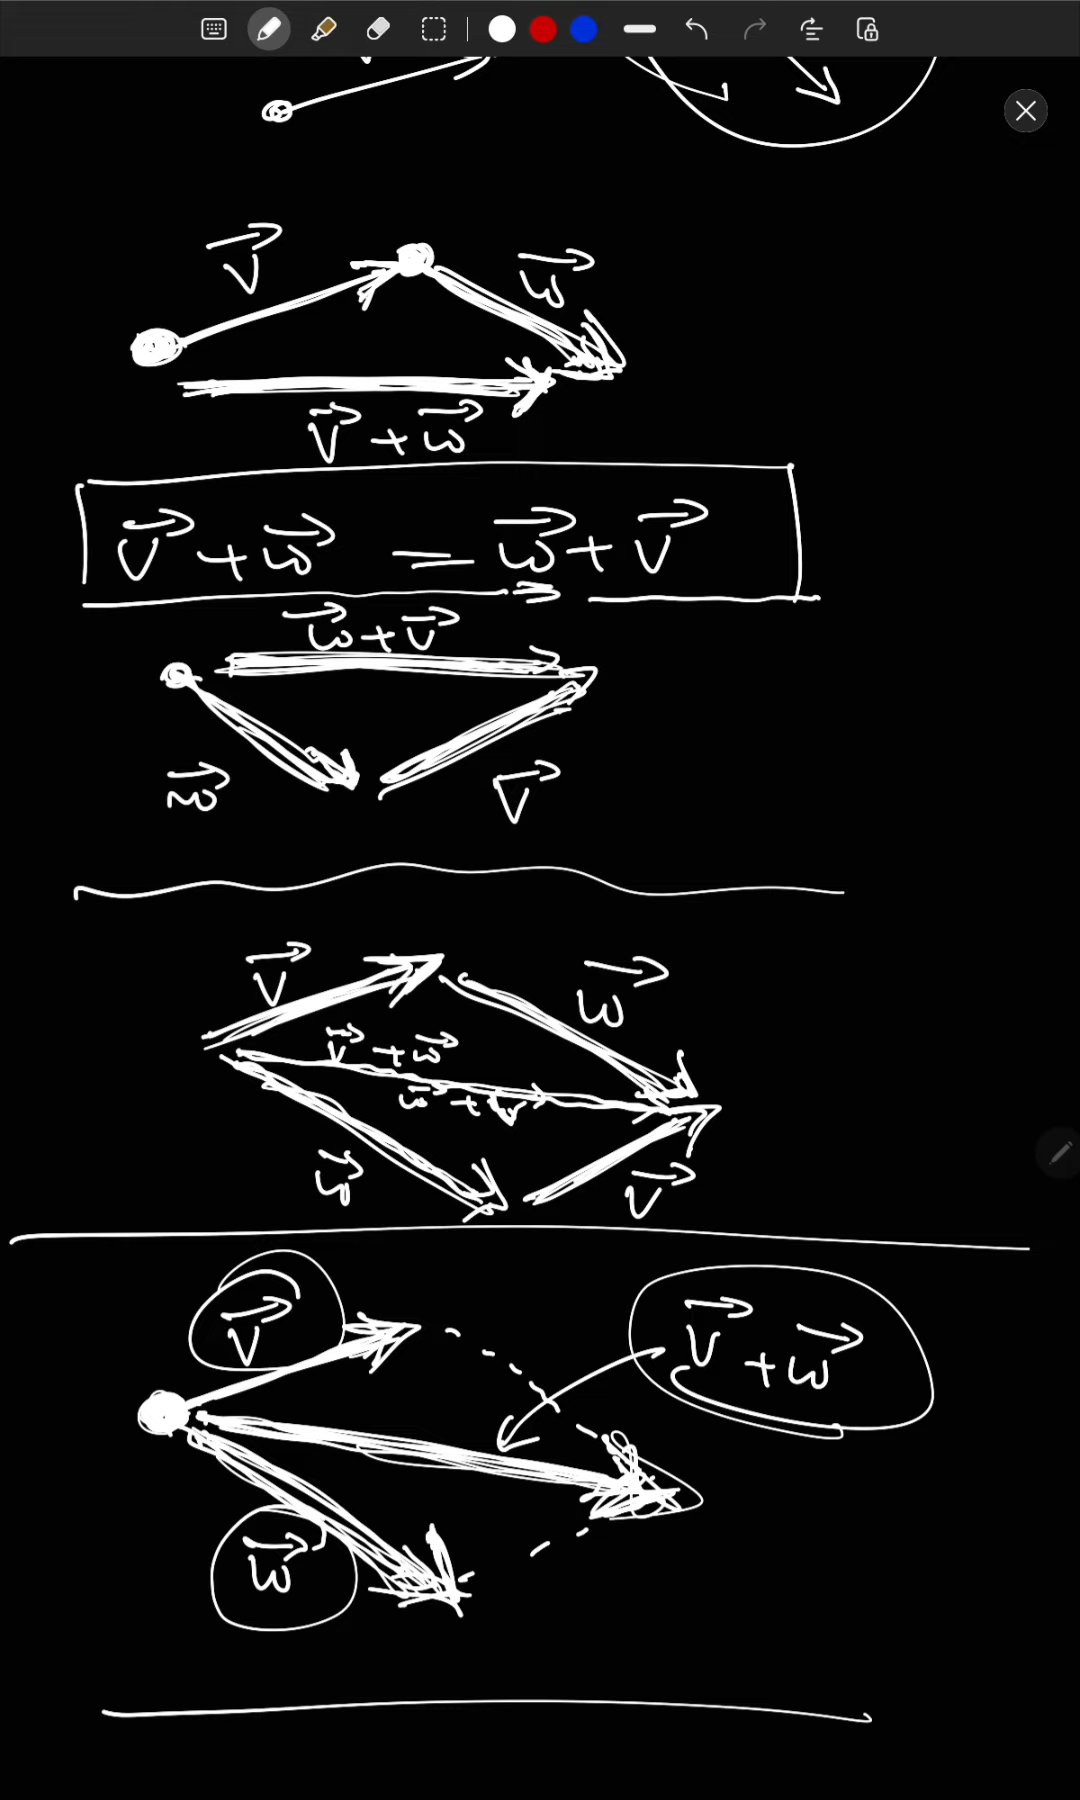 v⃗ w⃗
v⃗ + w⃗
v⃗ + w⃗ = w⃗ + v⃗
w⃗ + v⃗
w⃗ v⃗
v⃗ w⃗
v⃗ + w⃗
w⃗ + v⃗
w⃗ v⃗
v⃗ v⃗ + w⃗
w⃗